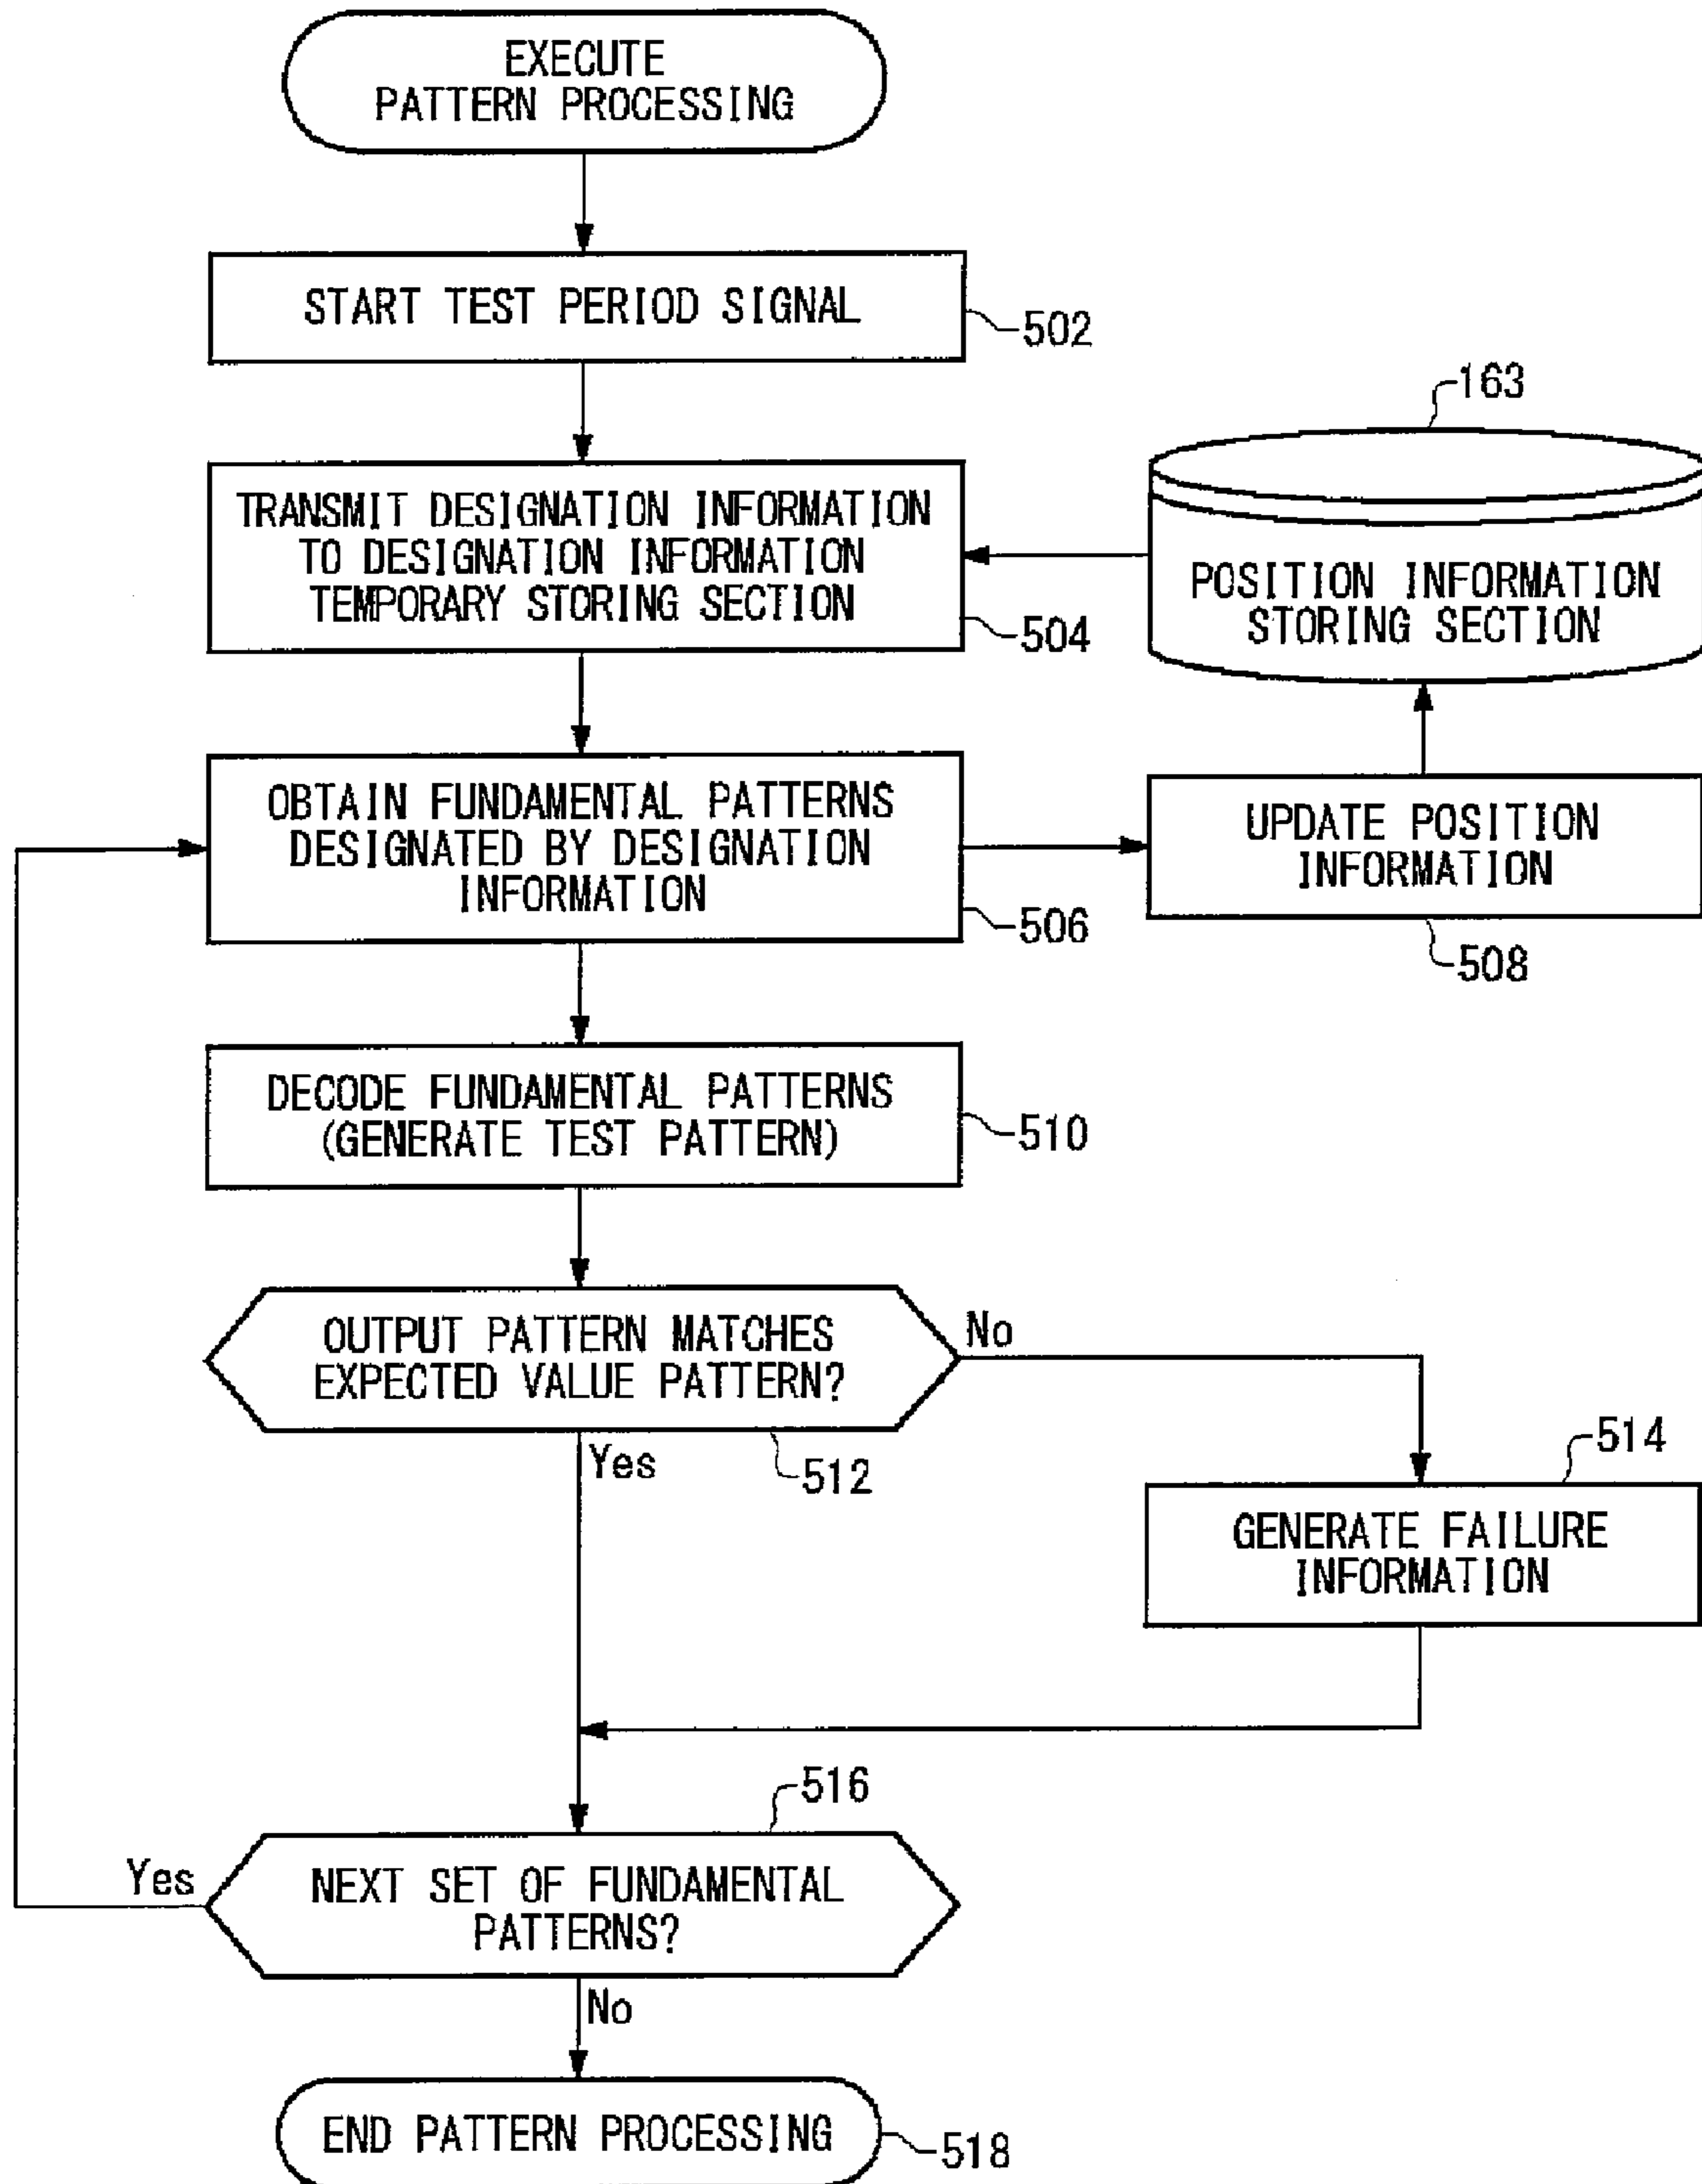 EXECUTE
PATTERN PROCESSING
START TEST PERIOD SIGNAL
502
163
TRANSMIT DESIGNATION INFORMATION
TO DESIGNATION INFORMATION
TEMPORARY STORING SECTION
504
POSITION INFORMATION
STORING SECTION
OBTAIN FUNDAMENTAL PATTERNS
DESIGNATED BY DESIGNATION
INFORMATION
506
UPDATE POSITION
INFORMATION
508
DECODE FUNDAMENTAL PATTERNS
(GENERATE TEST PATTERN)
510
OUTPUT PATTERN MATCHES
EXPECTED VALUE PATTERN?
No
Yes
512
514
GENERATE FAILURE
INFORMATION
516
Yes
NEXT SET OF FUNDAMENTAL
PATTERNS?
No
END PATTERN PROCESSING
518